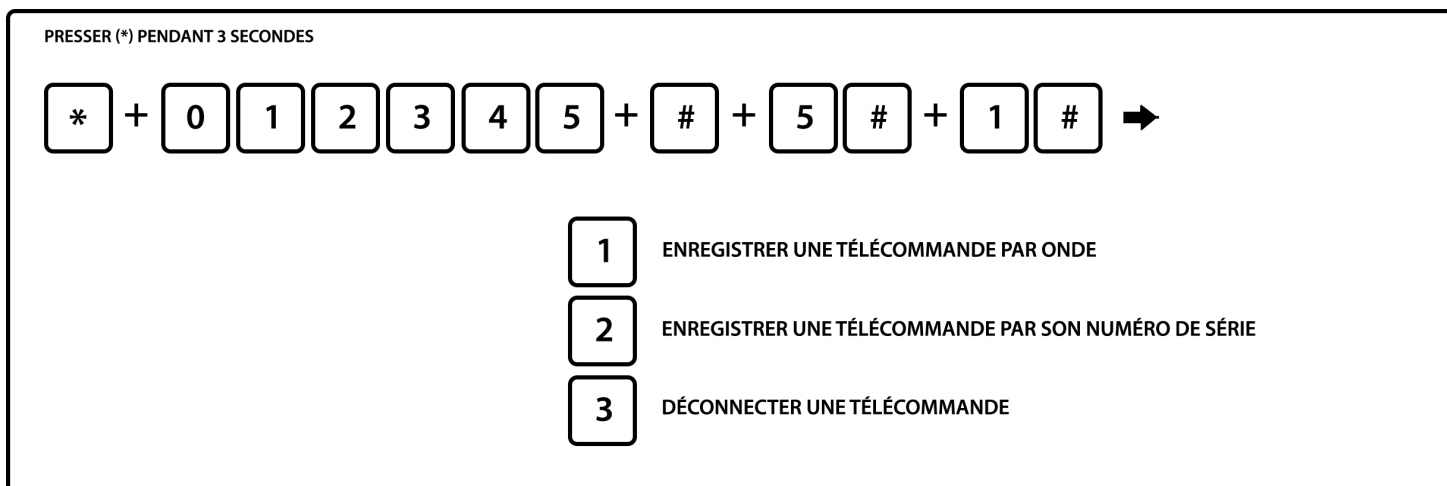 PRESSER (*) PENDANT 3 SECONDES
* + 0 1 2 3 4 5 + # + 5 # + 1 #
1 ENREGISTRER UNE TÉLÉCOMMANDE PAR ONDE
2 ENREGISTRER UNE TÉLÉCOMMANDE PAR SON NUMÉRO DE SÉRIE
3 DÉCONNECTER UNE TÉLÉCOMMANDE